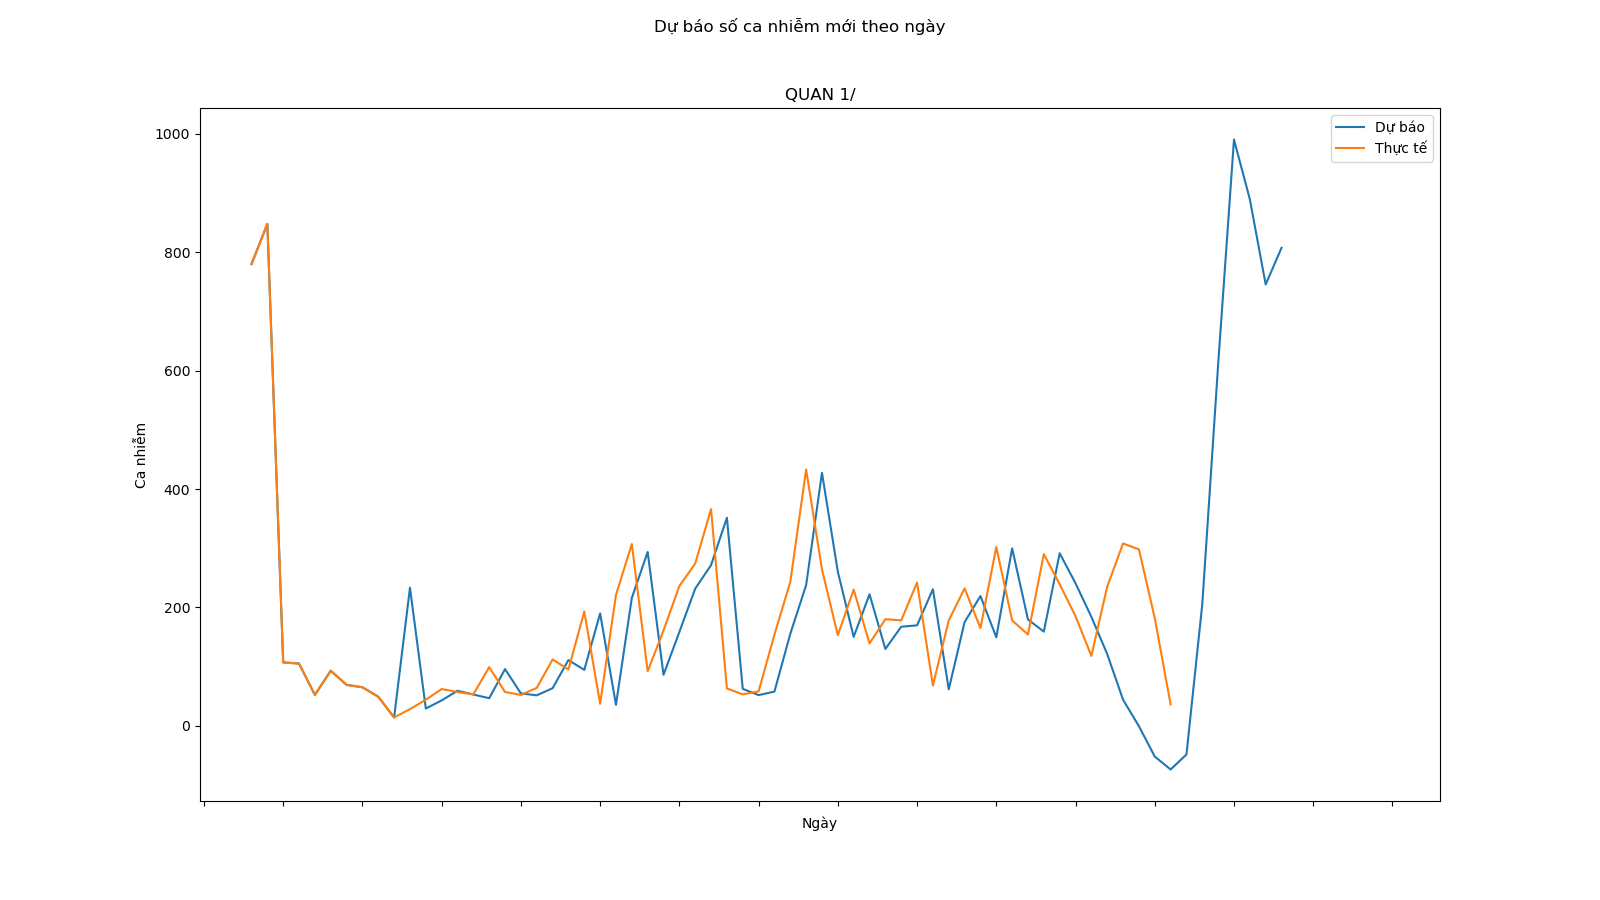 Dự báo số ca nhiễm mới theo ngày
QUAN 1/
Dự báo
Thực tế
1000
800
600
400
200
0
Ca nhiễm
Ngày